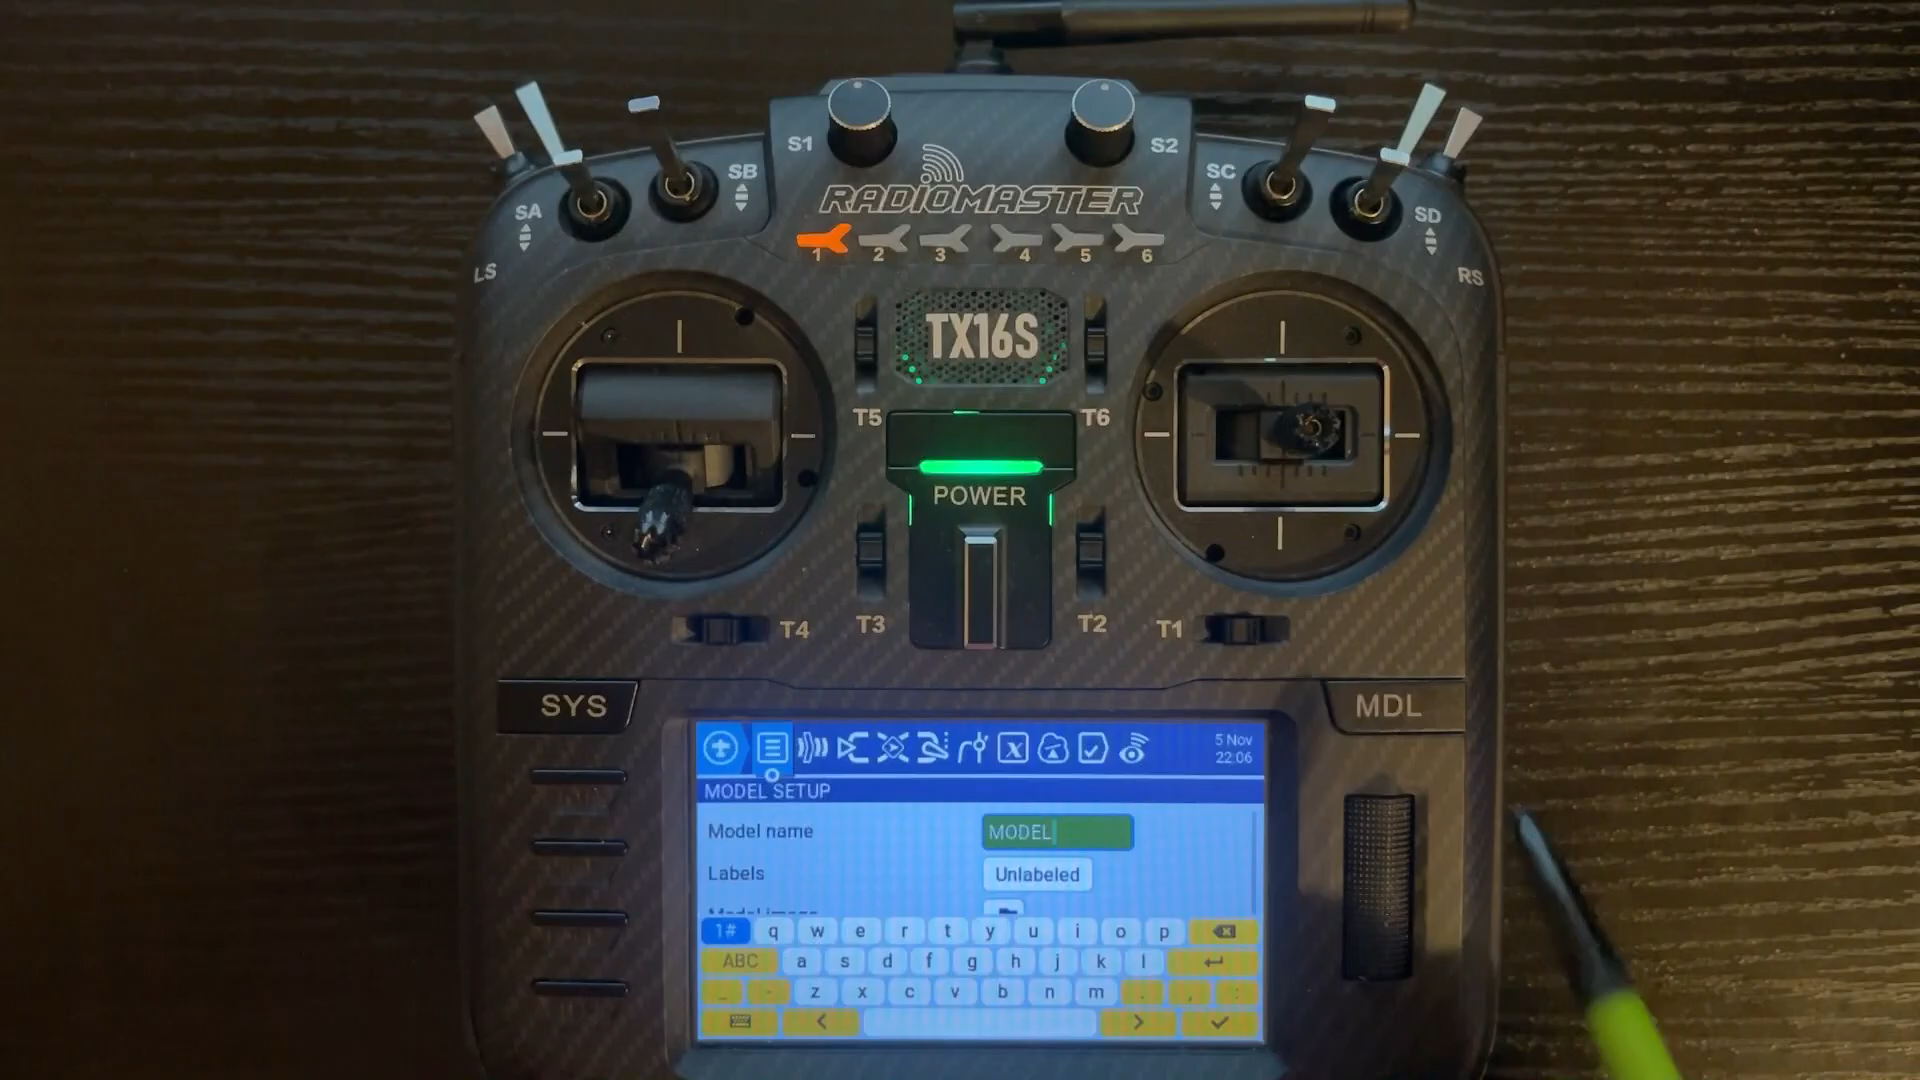 S1
S2
SB
SC
RADIOMASTER
SA
SD
1 2 3 4 5 6
LS
RS
TX16S
T5
T6
POWER
T4
T3
T2
T1
SYS
MDL
5 Nov
22:06
MODEL SETUP
Model name MODEL
Labels Unlabeled
Model image
1# q w e r t y u i o p
ABC a s d f g h j k l
_ - z x c v b n m . , :